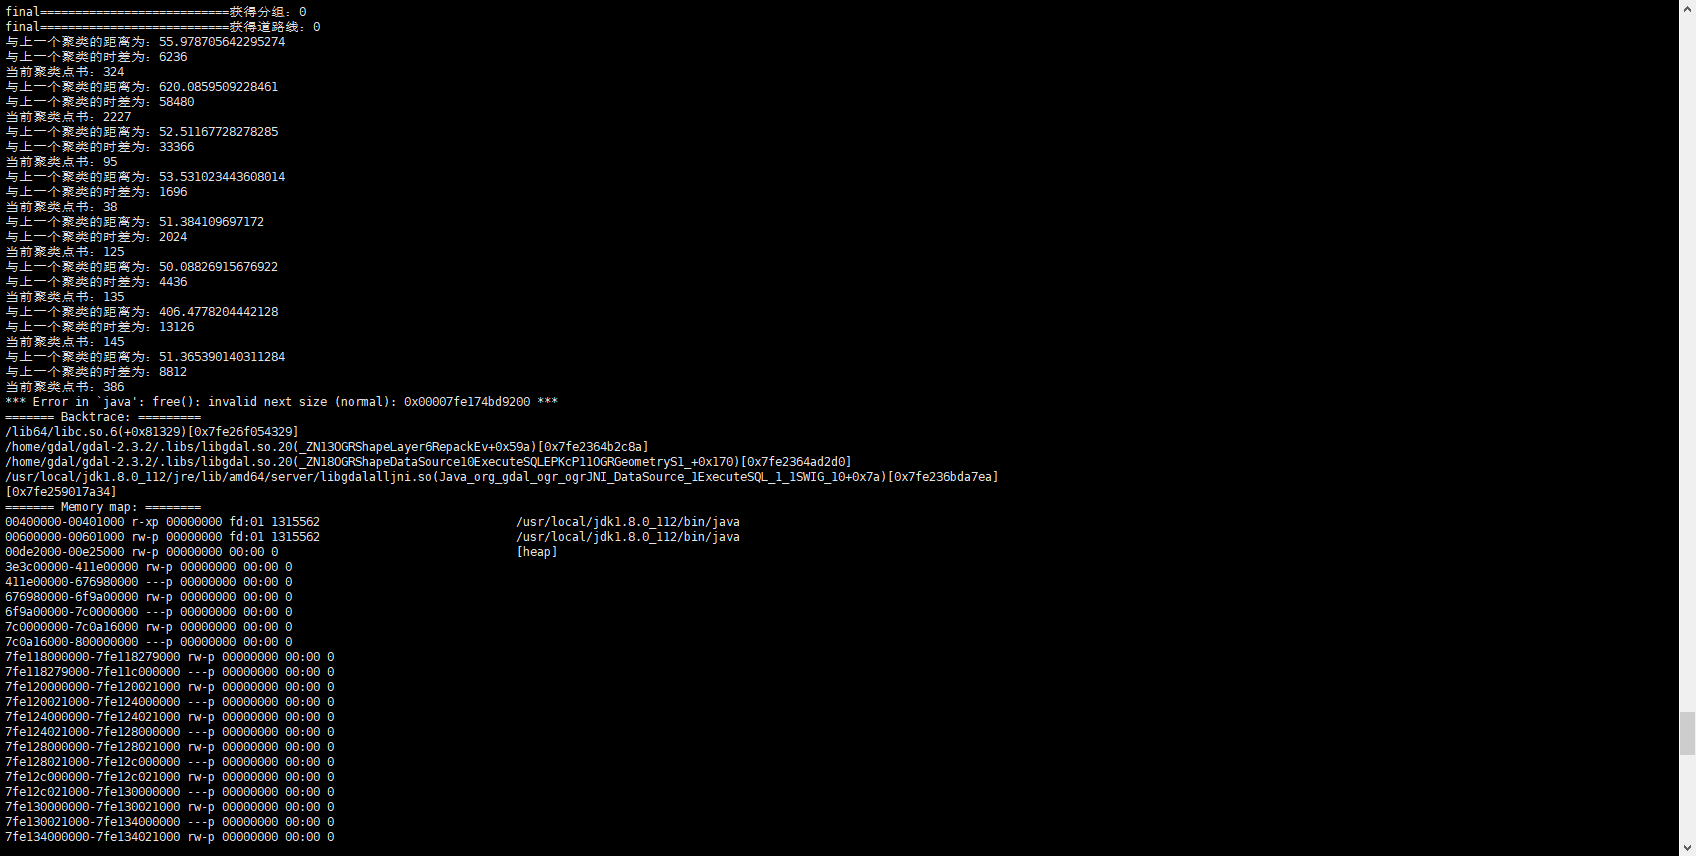 final===========================获得分组：0
final===========================获得道路线：0
与上一个聚类的距离为：55.978705642295274
与上一个聚类的时差为：6236
当前聚类点书：324
与上一个聚类的距离为：620.0859509228461
与上一个聚类的时差为：58480
当前聚类点书：2227
与上一个聚类的距离为：52.51167728278285
与上一个聚类的时差为：33366
当前聚类点书：95
与上一个聚类的距离为：53.531023443608014
与上一个聚类的时差为：1696
当前聚类点书：38
与上一个聚类的距离为：51.384109697172
与上一个聚类的时差为：2024
当前聚类点书：125
与上一个聚类的距离为：50.08826915676922
与上一个聚类的时差为：4436
当前聚类点书：135
与上一个聚类的距离为：406.4778204442128
与上一个聚类的时差为：13126
当前聚类点书：145
与上一个聚类的距离为：51.365390140311284
与上一个聚类的时差为：8812
当前聚类点书：386
*** Error in `java': free(): invalid next size (normal): 0x00007fe174bd9200 ***
======= Backtrace: =========
/lib64/libc.so.6(+0x81329)[0x7fe26f054329]
/home/gdal/gdal-2.3.2/.libs/libgdal.so.20(_ZN13OGRShapeLayer6RepackEv+0x59a)[0x7fe2364b2c8a]
/home/gdal/gdal-2.3.2/.libs/libgdal.so.20(_ZN18OGRShapeDataSource10ExecuteSQLEPKcP11OGRGeometryS1_+0x170)[0x7fe2364ad2d0]
/usr/local/jdk1.8.0_112/jre/lib/amd64/server/libgdalalljni.so(Java_org_gdal_ogr_ogrJNI_DataSource_1ExecuteSQL_1_1SWIG_10+0x7a)[0x7fe236bda7ea]
[0x7fe259017a34]
======= Memory map: ========
00400000-00401000 r-xp 00000000 fd:01 1315562 /usr/local/jdk1.8.0_112/bin/java
00600000-00601000 rw-p 00000000 fd:01 1315562 /usr/local/jdk1.8.0_112/bin/java
00de2000-00e25000 rw-p 00000000 00:00 0 [heap]
3e3c00000-411e00000 rw-p 00000000 00:00 0
411e00000-676980000 ---p 00000000 00:00 0
676980000-6f9a00000 rw-p 00000000 00:00 0
6f9a00000-7c0000000 ---p 00000000 00:00 0
7c0000000-7c0a16000 rw-p 00000000 00:00 0
7c0a16000-800000000 ---p 00000000 00:00 0
7fe118000000-7fe118279000 rw-p 00000000 00:00 0
7fe118279000-7fe11c000000 ---p 00000000 00:00 0
7fe120000000-7fe120021000 rw-p 00000000 00:00 0
7fe120021000-7fe124000000 ---p 00000000 00:00 0
7fe124000000-7fe124021000 rw-p 00000000 00:00 0
7fe124021000-7fe128000000 ---p 00000000 00:00 0
7fe128000000-7fe128021000 rw-p 00000000 00:00 0
7fe128021000-7fe12c000000 ---p 00000000 00:00 0
7fe12c000000-7fe12c021000 rw-p 00000000 00:00 0
7fe12c021000-7fe130000000 ---p 00000000 00:00 0
7fe130000000-7fe130021000 rw-p 00000000 00:00 0
7fe130021000-7fe134000000 ---p 00000000 00:00 0
7fe134000000-7fe134021000 rw-p 00000000 00:00 0